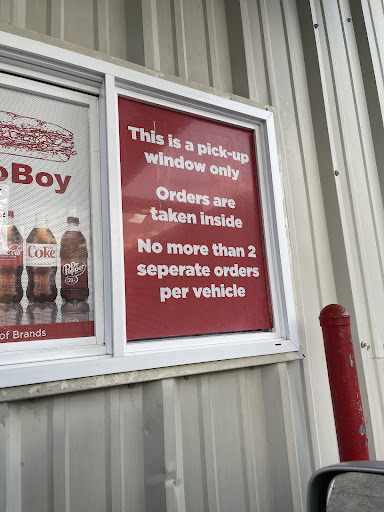 This is a pick-up
window only
Orders are
taken inside
No more than 2
seperate orders
per vehicle
oBoy
Coke
Dr Pepper
of Brands